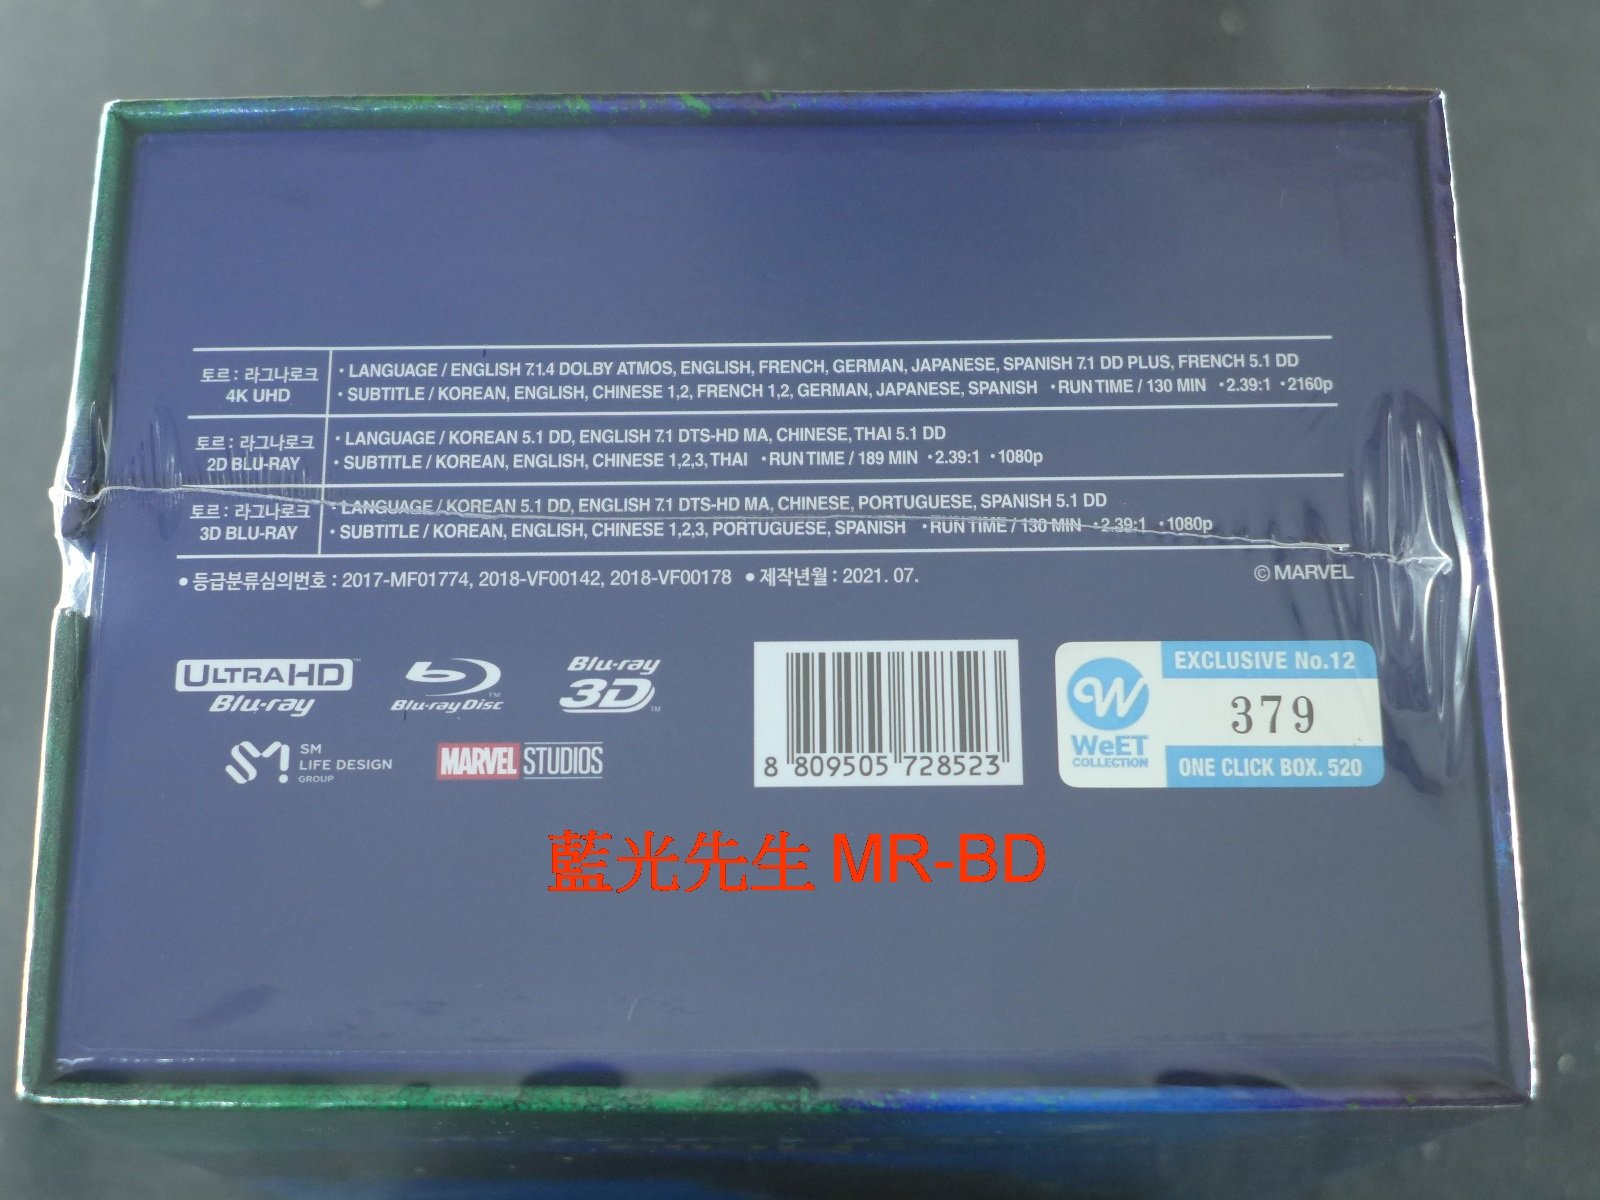 토르 : 라그나로크
4K UHD
• LANGUAGE / ENGLISH 7.1.4 DOLBY ATMOS, ENGLISH, FRENCH, GERMAN, JAPANESE, SPANISH 7.1 DD PLUS, FRENCH 5.1 DD
• SUBTITLE / KOREAN, ENGLISH, CHINESE 1,2, FRENCH 1,2, GERMAN, JAPANESE, SPANISH • RUN TIME / 130 MIN • 2.39:1 • 2160p
토르 : 라그나로크
2D BLU-RAY
• LANGUAGE / KOREAN 5.1 DD, ENGLISH 7.1 DTS-HD MA, CHINESE, THAI 5.1 DD
• SUBTITLE / KOREAN, ENGLISH, CHINESE 1,2,3, THAI • RUN TIME / 189 MIN • 2.39:1 • 1080p
토르 : 라그나로크
3D BLU-RAY
• LANGUAGE / KOREAN 5.1 DD, ENGLISH 7.1 DTS-HD MA, CHINESE, PORTUGUESE, SPANISH 5.1 DD
• SUBTITLE / KOREAN, ENGLISH, CHINESE 1,2,3, PORTUGUESE, SPANISH • RUN TIME / 130 MIN • 2.39:1 • 1080p
• 등급분류심의번호 : 2017-MF01774, 2018-VF00142, 2018-VF00178 • 제작년월 : 2021. 07.
© MARVEL
ULTRA HD
Blu-ray
Blu-ray Disc™
Blu-ray
3D™
SM
LIFE DESIGN
GROUP
MARVEL STUDIOS
8 809505 728523
W
WeET
COLLECTION
EXCLUSIVE No.12
379
ONE CLICK BOX. 520
藍光先生 MR-BD